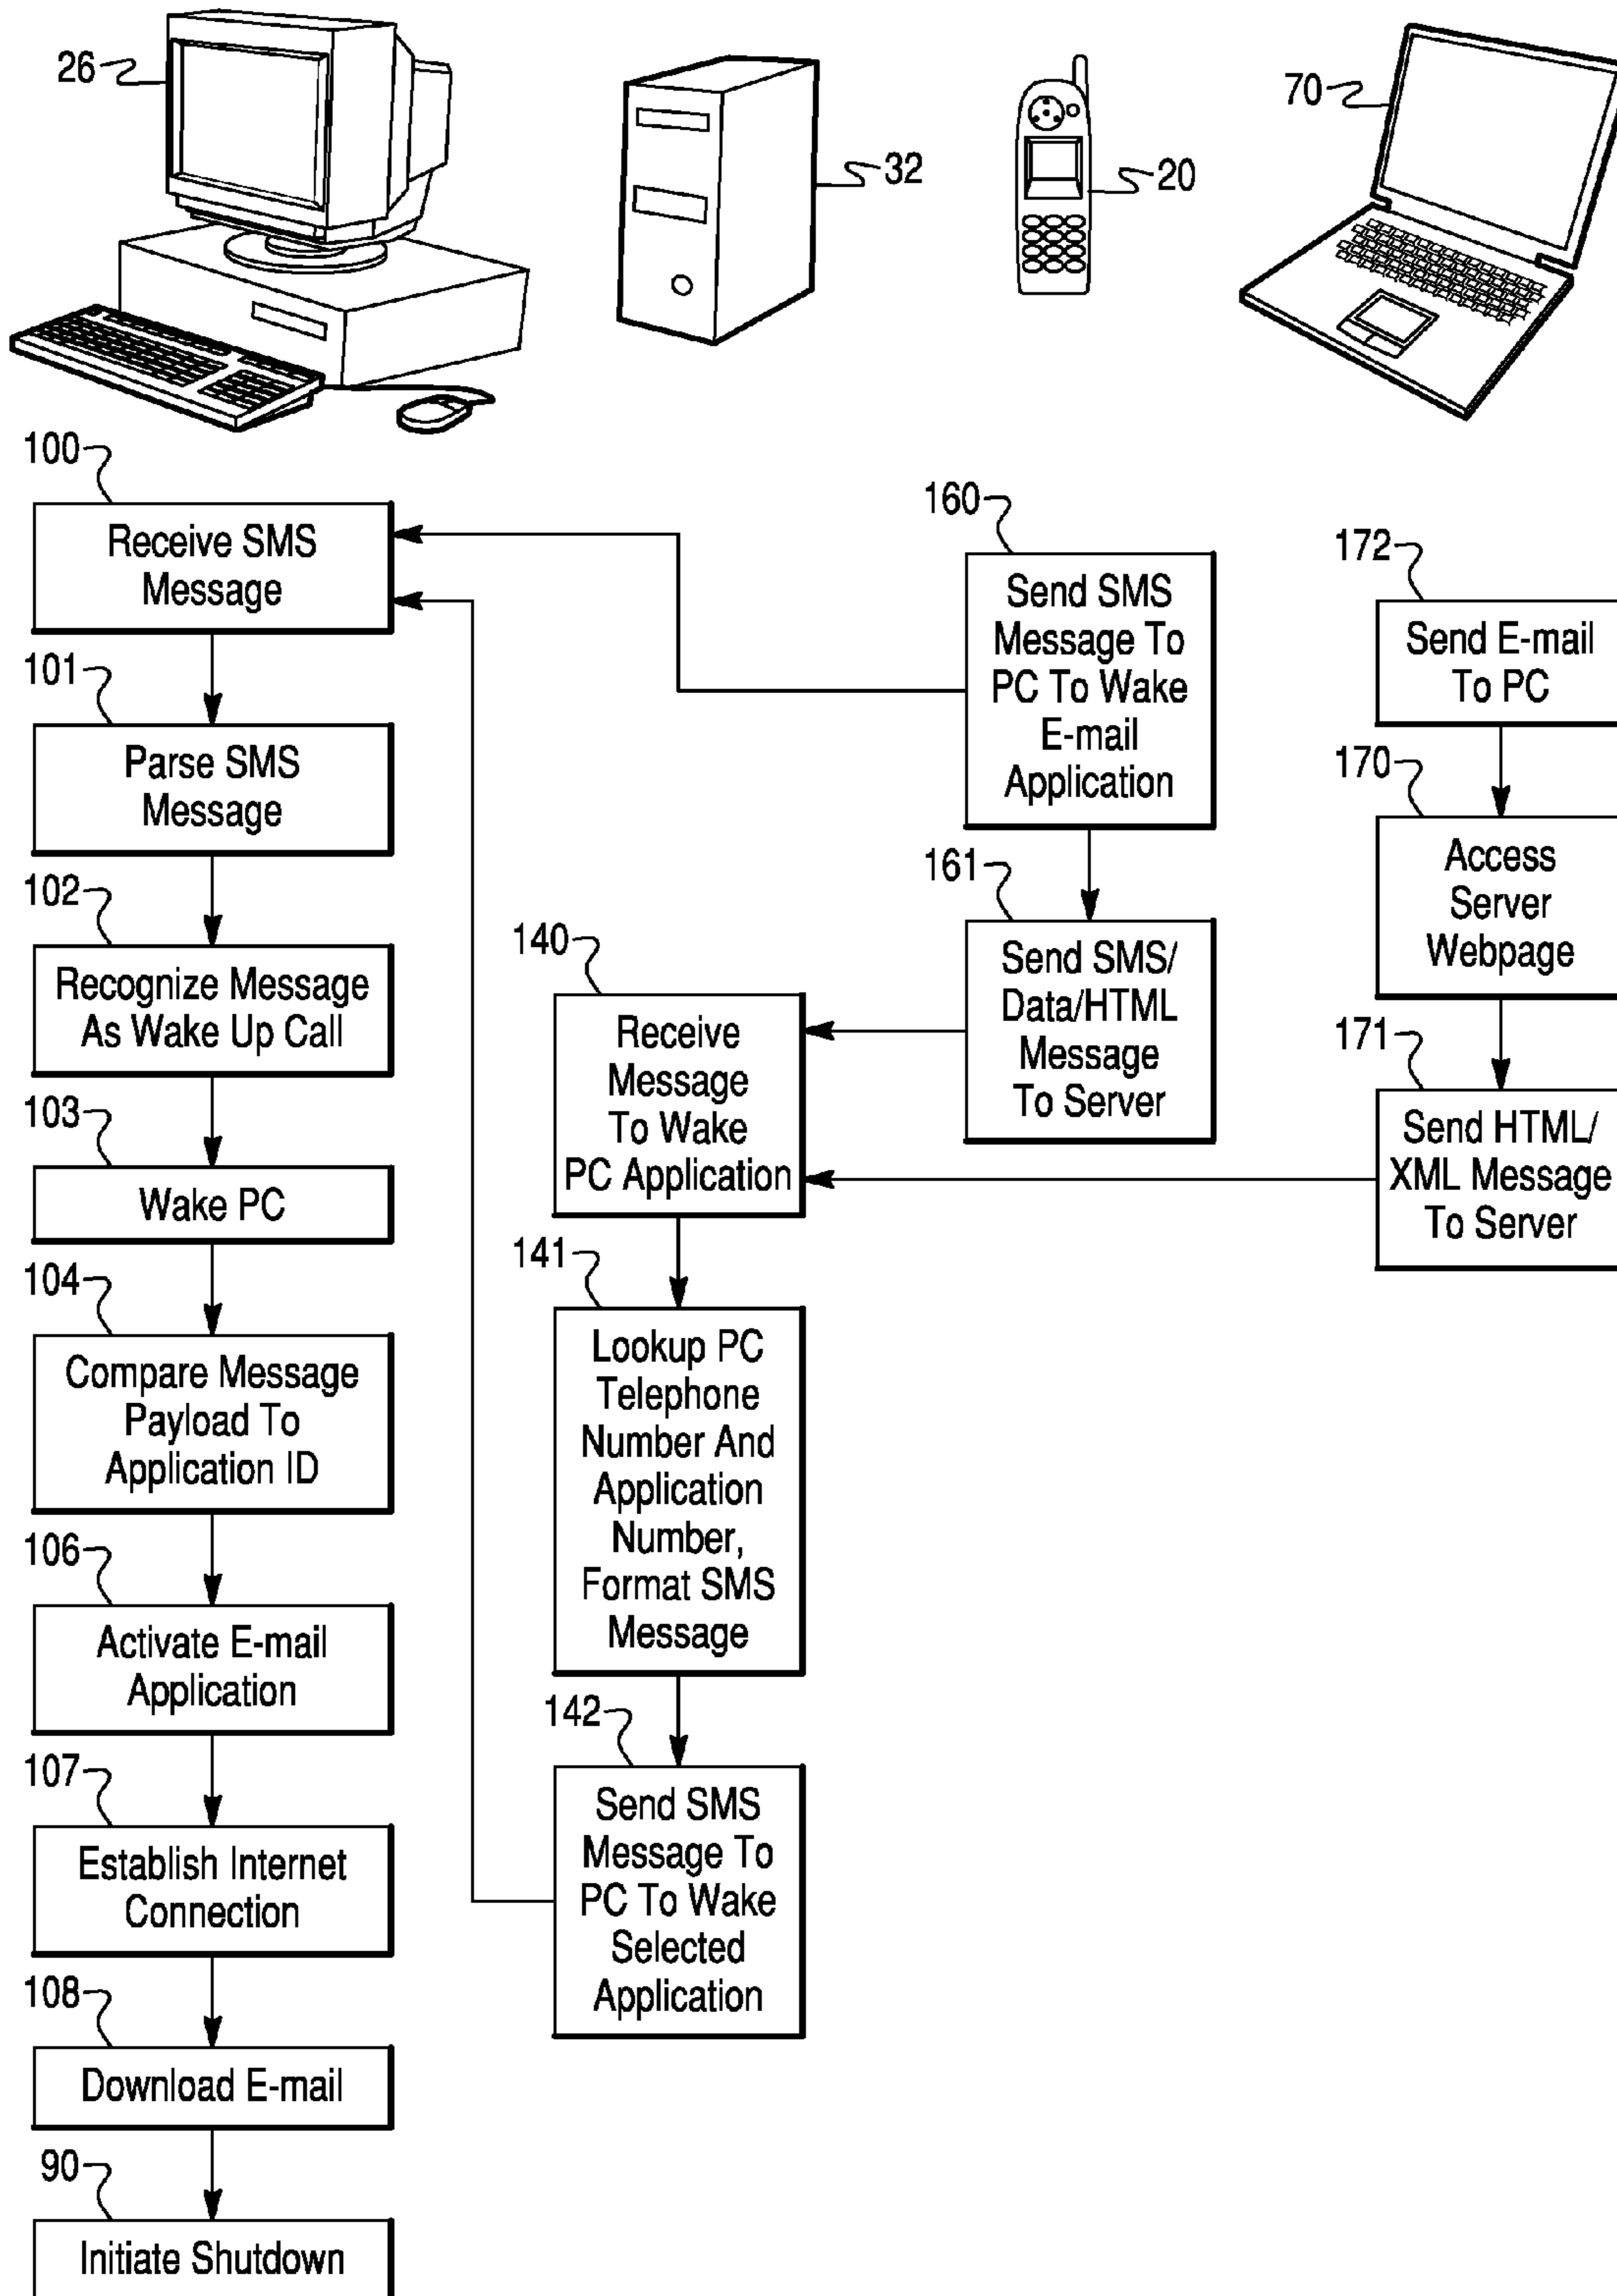 26
32
20
70
100
Receive SMS
Message
101
Parse SMS
Message
102
Recognize Message
As Wake Up Call
103
Wake PC
104
Compare Message
Payload To
Application ID
106
Activate E-mail
Application
107
Establish Internet
Connection
108
Download E-mail
90
Initiate Shutdown
140
Receive
Message
To Wake
PC Application
141
Lookup PC
Telephone
Number And
Application
Number,
Format SMS
Message
142
Send SMS
Message To
PC To Wake
Selected
Application
160
Send SMS
Message To
PC To Wake
E-mail
Application
161
Send SMS/
Data/HTML
Message
To Server
172
Send E-mail
To PC
170
Access
Server
Webpage
171
Send HTML/
XML Message
To Server